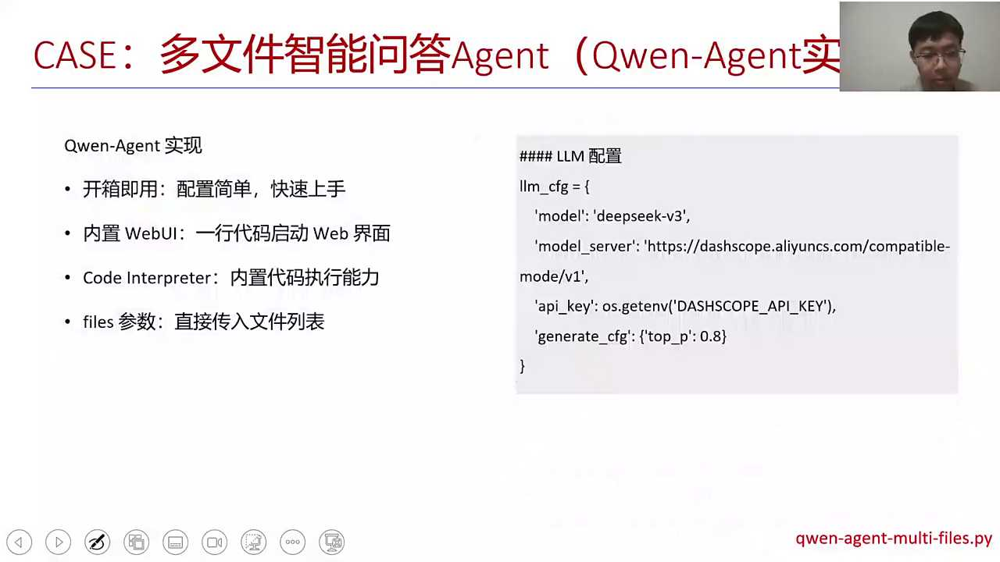 CASE：多文件智能问答Agent（Qwen-Agent实
Qwen-Agent 实现
• 开箱即用：配置简单，快速上手
• 内置 WebUI：一行代码启动 Web 界面
• Code Interpreter：内置代码执行能力
• files 参数：直接传入文件列表
#### LLM 配置
llm_cfg = {
'model': 'deepseek-v3',
'model_server': 'https://dashscope.aliyuncs.com/compatible-
mode/v1',
'api_key': os.getenv('DASHSCOPE_API_KEY'),
'generate_cfg': {'top_p': 0.8}
}
qwen-agent-multi-files.py